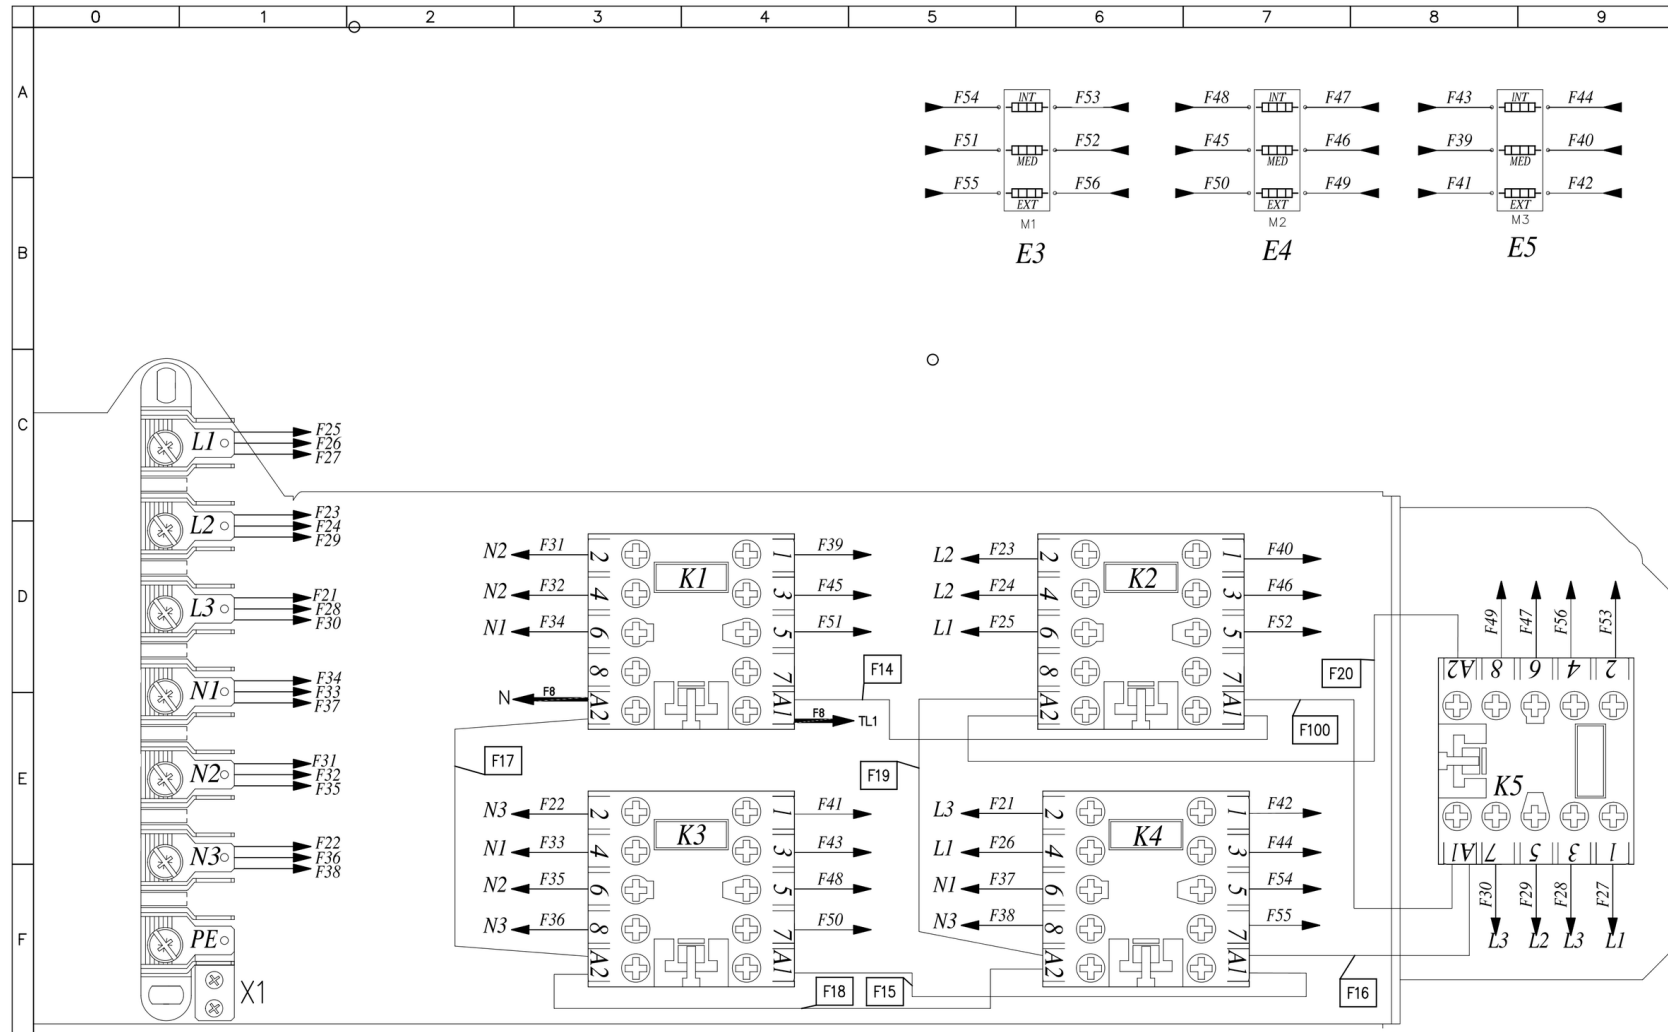 0 1 2 3 4 5 6 7 8 9
A
F54 INT F53 F48 INT F47 F43 INT F44
F51 MED F52 F45 MED F46 F39 MED F40
F55 EXT F56 F50 EXT F49 F41 EXT F42
M1 M2 M3
E3 E4 E5
B
C
L1 F25
F26
F27
L2 F23
F24
F29
D
L3 F21
F28
F30
N1 F34
F33
F37
E
N2 F31
F32
F35
N3 F22
F36
F38
F
PE
X1
K1
N2 F31 2 1 F39
N2 F32 4 3 F45
N1 F34 6 5 F51
8 7
N F8 A2 A1 F8 TL1
F14
F17
K2
L2 F23 2 1 F40
L2 F24 4 3 F46
L1 F25 6 5 F52
8 7
A2 A1
F20
F100
F19
K3
N3 F22 2 1 F41
N1 F33 4 3 F43
N2 F35 6 5 F48
N3 F36 8 7 F50
A2 A1
F18 F15
K4
L3 F21 2 1 F42
L1 F26 4 3 F44
N1 F37 6 5 F54
N3 F38 8 7 F55
A2 A1
F16
F49 F47 F56 F53
A2 8 6 4 2
K5
A1 7 5 3 1
F30 F29 F28 F27
L3 L2 L3 L1